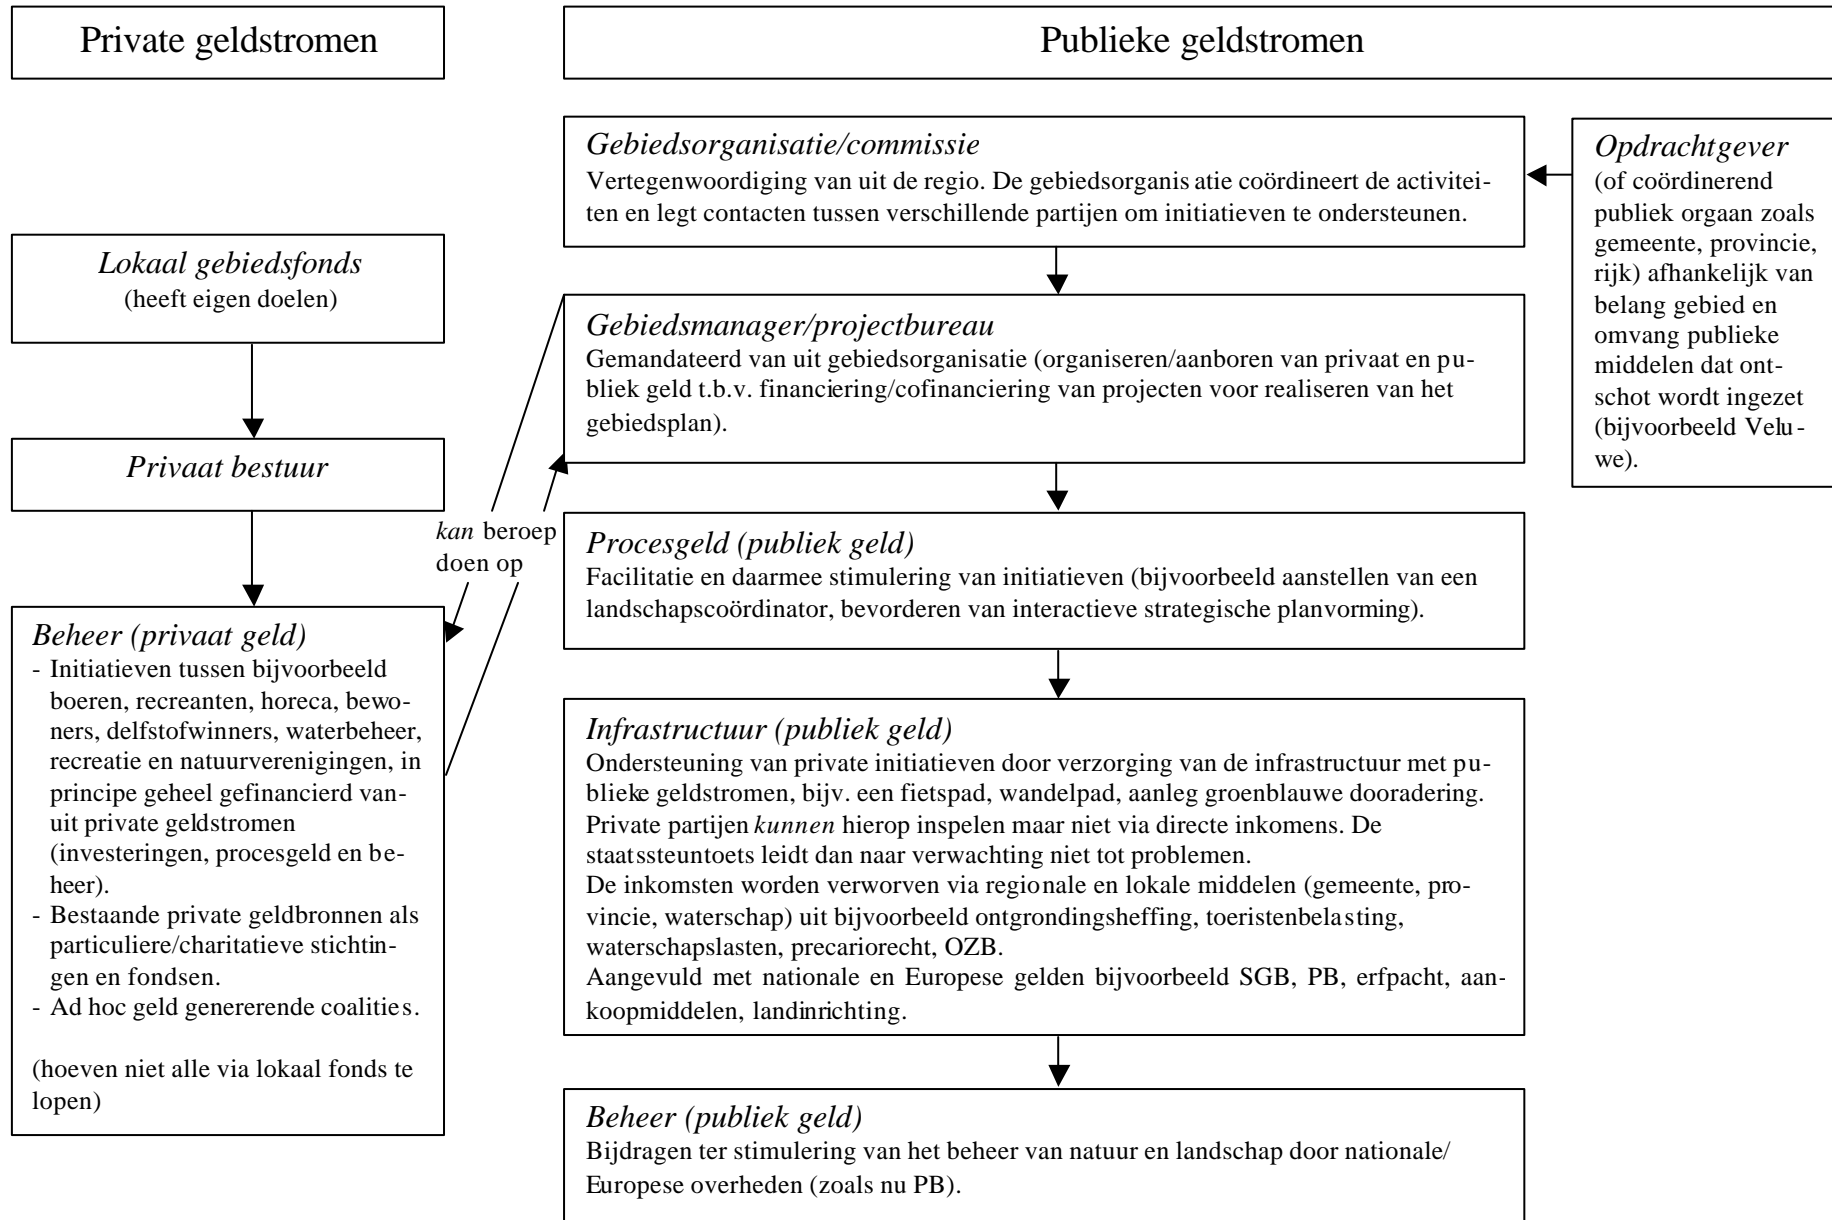 Private geldstromen
Publieke geldstromen
Gebiedsorganisatie/commissie
Vertegenwoordiging van uit de regio. De gebiedsorganis atie coördineert de activitei-
ten en legt contacten tussen verschillende partijen om initiatieven te ondersteunen.
Opdrachtgever
(of coördinerend
publiek orgaan zoals
gemeente, provincie,
rijk) afhankelijk van
belang gebied en
omvang publieke
middelen dat ont-
schot wordt ingezet
(bijvoorbeeld Velu-
we).
Lokaal gebiedsfonds
(heeft eigen doelen)
Privaat bestuur
Gebiedsmanager/projectbureau
Gemandateerd van uit gebiedsorganisatie (organiseren/aanboren van privaat en pu-
bliek geld t.b.v. financiering/cofinanciering van projecten voor realiseren van het
gebiedsplan).
kan beroep
doen op
Procesgeld (publiek geld)
Facilitatie en daarmee stimulering van initiatieven (bijvoorbeeld aanstellen van een
landschapscoördinator, bevorderen van interactieve strategische planvorming).
Beheer (privaat geld)
- Initiatieven tussen bijvoorbeeld
boeren, recreanten, horeca, bewo-
ners, delfstofwinners, waterbeheer,
recreatie en natuurverenigingen, in
principe geheel gefinancierd van-
uit private geldstromen
(investeringen, procesgeld en be-
heer).
- Bestaande private geldbronnen als
particuliere/charitatieve stichtin-
gen en fondsen.
- Ad hoc geld genererende coalities.
(hoeven niet alle via lokaal fonds te
lopen)
Infrastructuur (publiek geld)
Ondersteuning van private initiatieven door verzorging van de infrastructuur met pu-
blieke geldstromen, bijv. een fietspad, wandelpad, aanleg groenblauwe dooradering.
Private partijen kunnen hierop inspelen maar niet via directe inkomens. De
staatssteuntoets leidt dan naar verwachting niet tot problemen.
De inkomsten worden verworven via regionale en lokale middelen (gemeente, pro-
vincie, waterschap) uit bijvoorbeeld ontgrondingsheffing, toeristenbelasting,
waterschapslasten, precariorecht, OZB.
Aangevuld met nationale en Europese gelden bijvoorbeeld SGB, PB, erfpacht, aan-
koopmiddelen, landinrichting.
Beheer (publiek geld)
Bijdragen ter stimulering van het beheer van natuur en landschap door nationale/
Europese overheden (zoals nu PB).